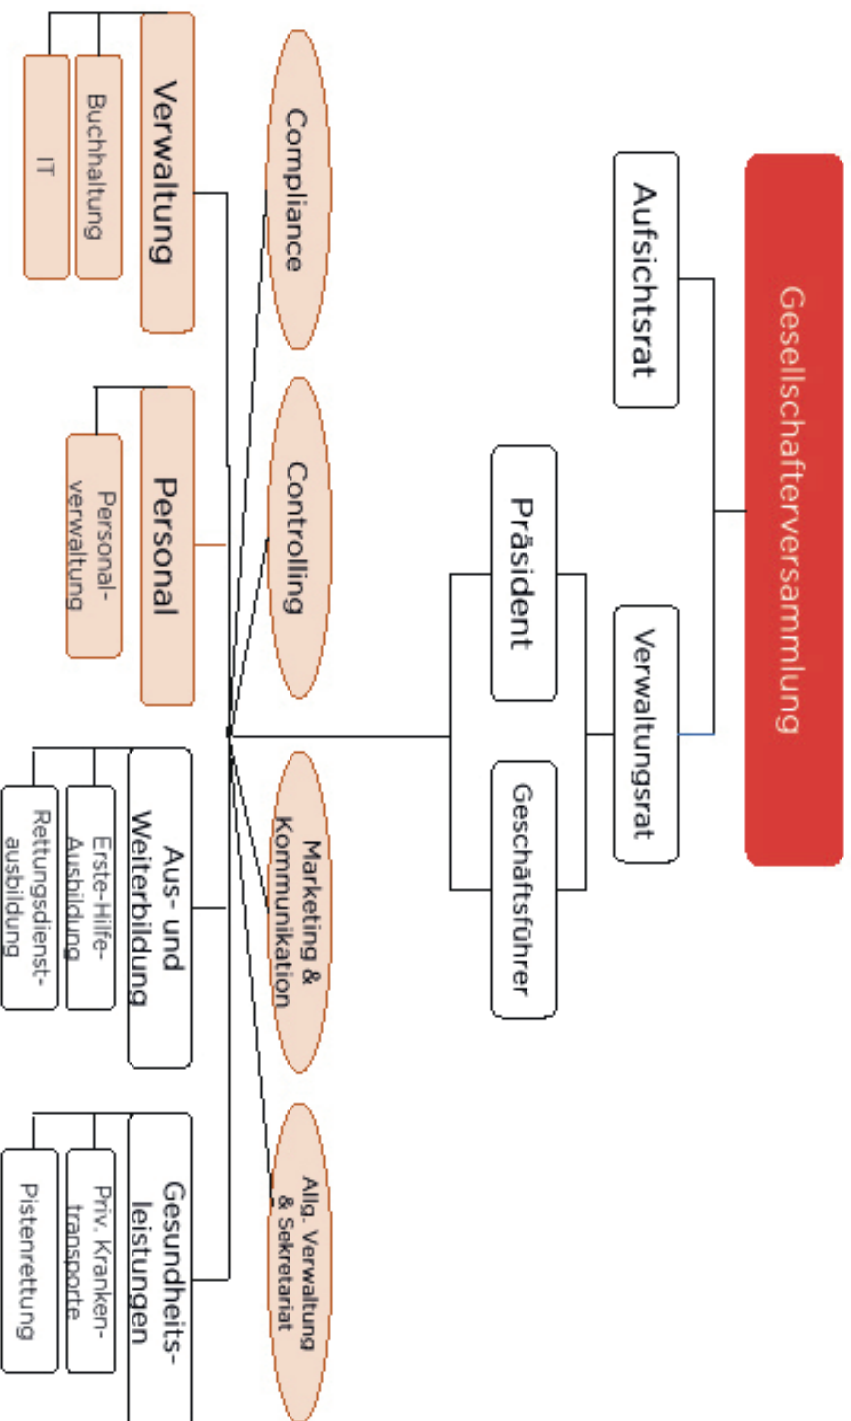 Gesellschafterversammlung
Aufsichtsrat
Verwaltungsrat
Präsident
Geschäftsführer
Compliance
Controlling
Marketing &
Kommunikation
Allg. Verwaltung
& Sekretariat
Verwaltung
Buchhaltung
IT
Personal
Personal-
verwaltung
Aus- und
Weiterbildung
Erste-Hilfe-
Ausbildung
Rettungsdienst-
ausbildung
Gesundheits-
leistungen
Priv. Kranken-
transporte
Pistenrettung